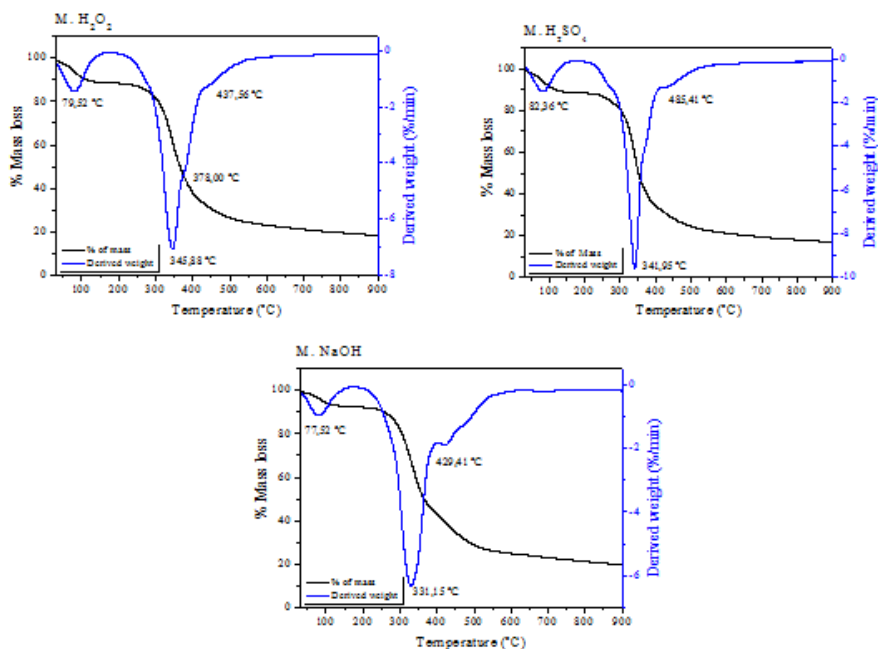 M. H₂O₂
% Mass loss
100
80
60
40
20
0
79,52 °C
437,56 °C
378,00 °C
345,88 °C
% of mass
Derived weight
0
-2
-4
-6
-8
Derived weight (%/min)
100 200 300 400 500 600 700 800 900
Temperature (°C)
M. H₂SO₄
% Mass loss
100
80
60
40
20
0
82,36 °C
485,41 °C
341,95 °C
% of Mass
Derived weight
0
-2
-4
-6
-8
-10
Derived weight (%/min)
100 200 300 400 500 600 700 800 900
Temperature (°C)
M. NaOH
% Mass loss
100
80
60
40
20
0
77,52 °C
429,41 °C
331,15 °C
% of mass
Derived weight
0
-2
-4
-6
Derived weight (%/min)
100 200 300 400 500 600 700 800 900
Temperature (°C)